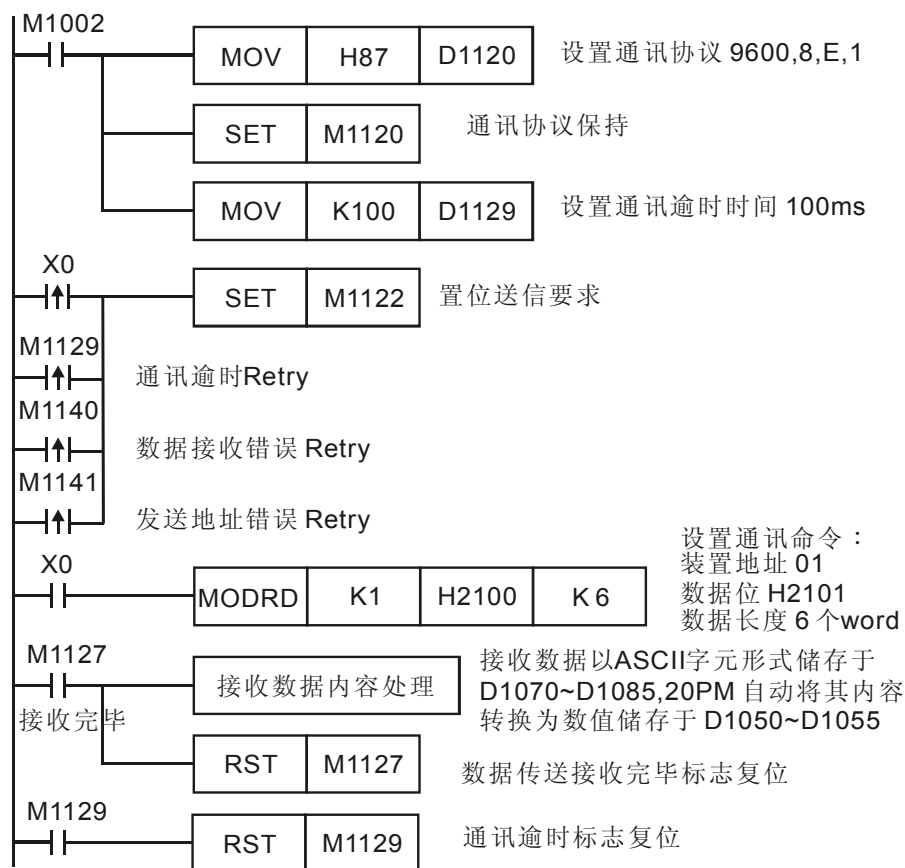 M1002
MOV H87 D1120 设置通讯协议 9600,8,E,1
SET M1120 通讯协议保持
MOV K100 D1129 设置通讯逾时时间 100ms
X0
SET M1122 置位送信要求
M1129
通讯逾时Retry
M1140
数据接收错误 Retry
M1141
发送地址错误 Retry
X0
MODRD K1 H2100 K 6
设置通讯命令：
装置地址 01
数据位 H2101
数据长度 6 个word
M1127
接收完毕
接收数据内容处理
接收数据以ASCII字元形式储存于
D1070~D1085,20PM 自动将其内容
转换为数值储存于 D1050~D1055
RST M1127 数据传送接收完毕标志复位
M1129
RST M1129 通讯逾时标志复位